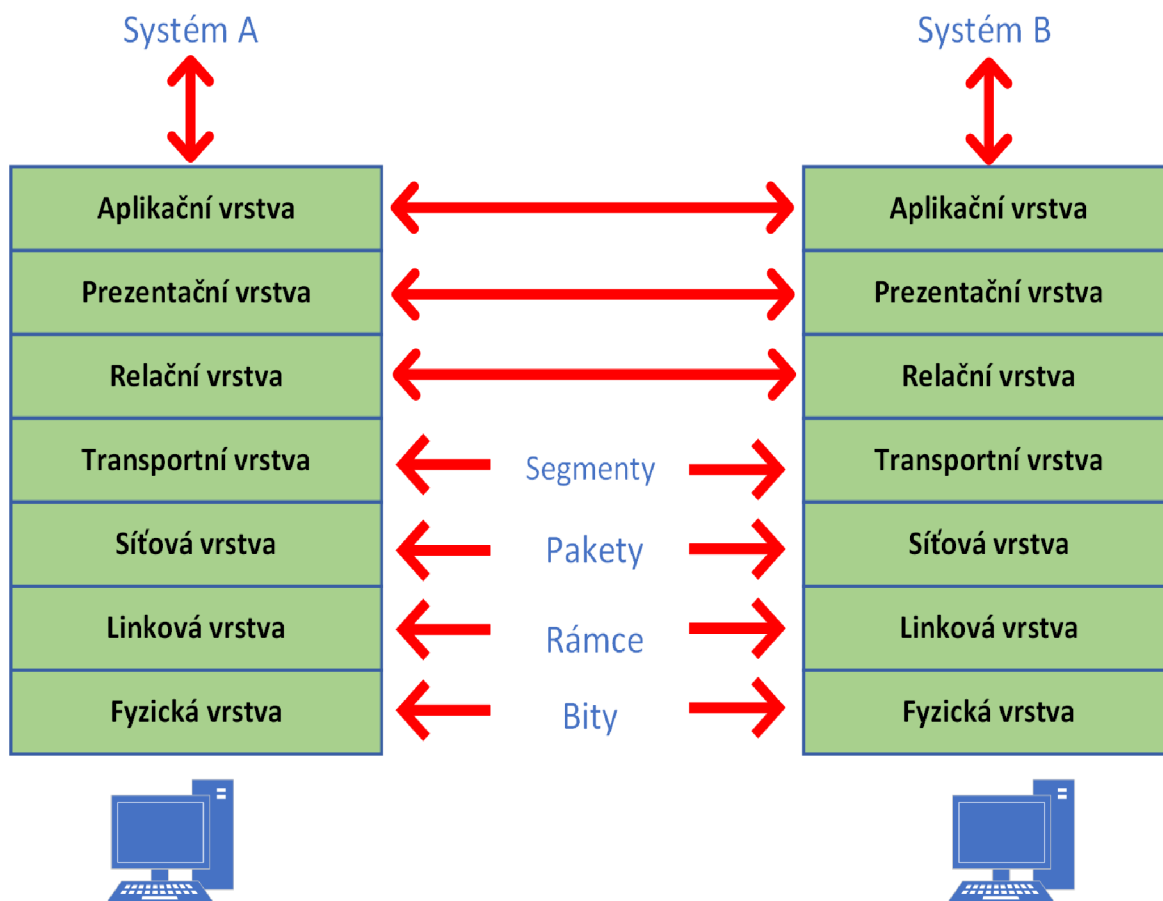 Systém A
Systém B
Aplikační vrstva
Aplikační vrstva
Prezentační vrstva
Prezentační vrstva
Relační vrstva
Relační vrstva
Transportní vrstva
Segmenty
Transportní vrstva
Síťová vrstva
Pakety
Síťová vrstva
Linková vrstva
Rámce
Linková vrstva
Fyzická vrstva
Bity
Fyzická vrstva